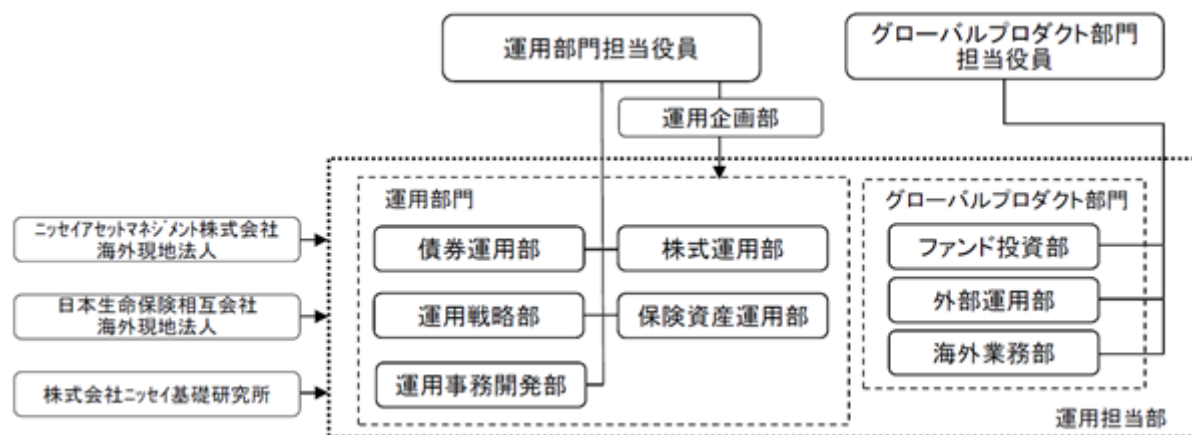 運用部門担当役員
グローバルプロダクト部門
担当役員
運用企画部
運用部門
グローバルプロダクト部門
ニッセイアセットマネジメント株式会社
海外現地法人
債券運用部
株式運用部
ファンド投資部
日本生命保険相互会社
海外現地法人
運用戦略部
保険資産運用部
外部運用部
海外業務部
株式会社ニッセイ基礎研究所
運用事務開発部
運用担当部